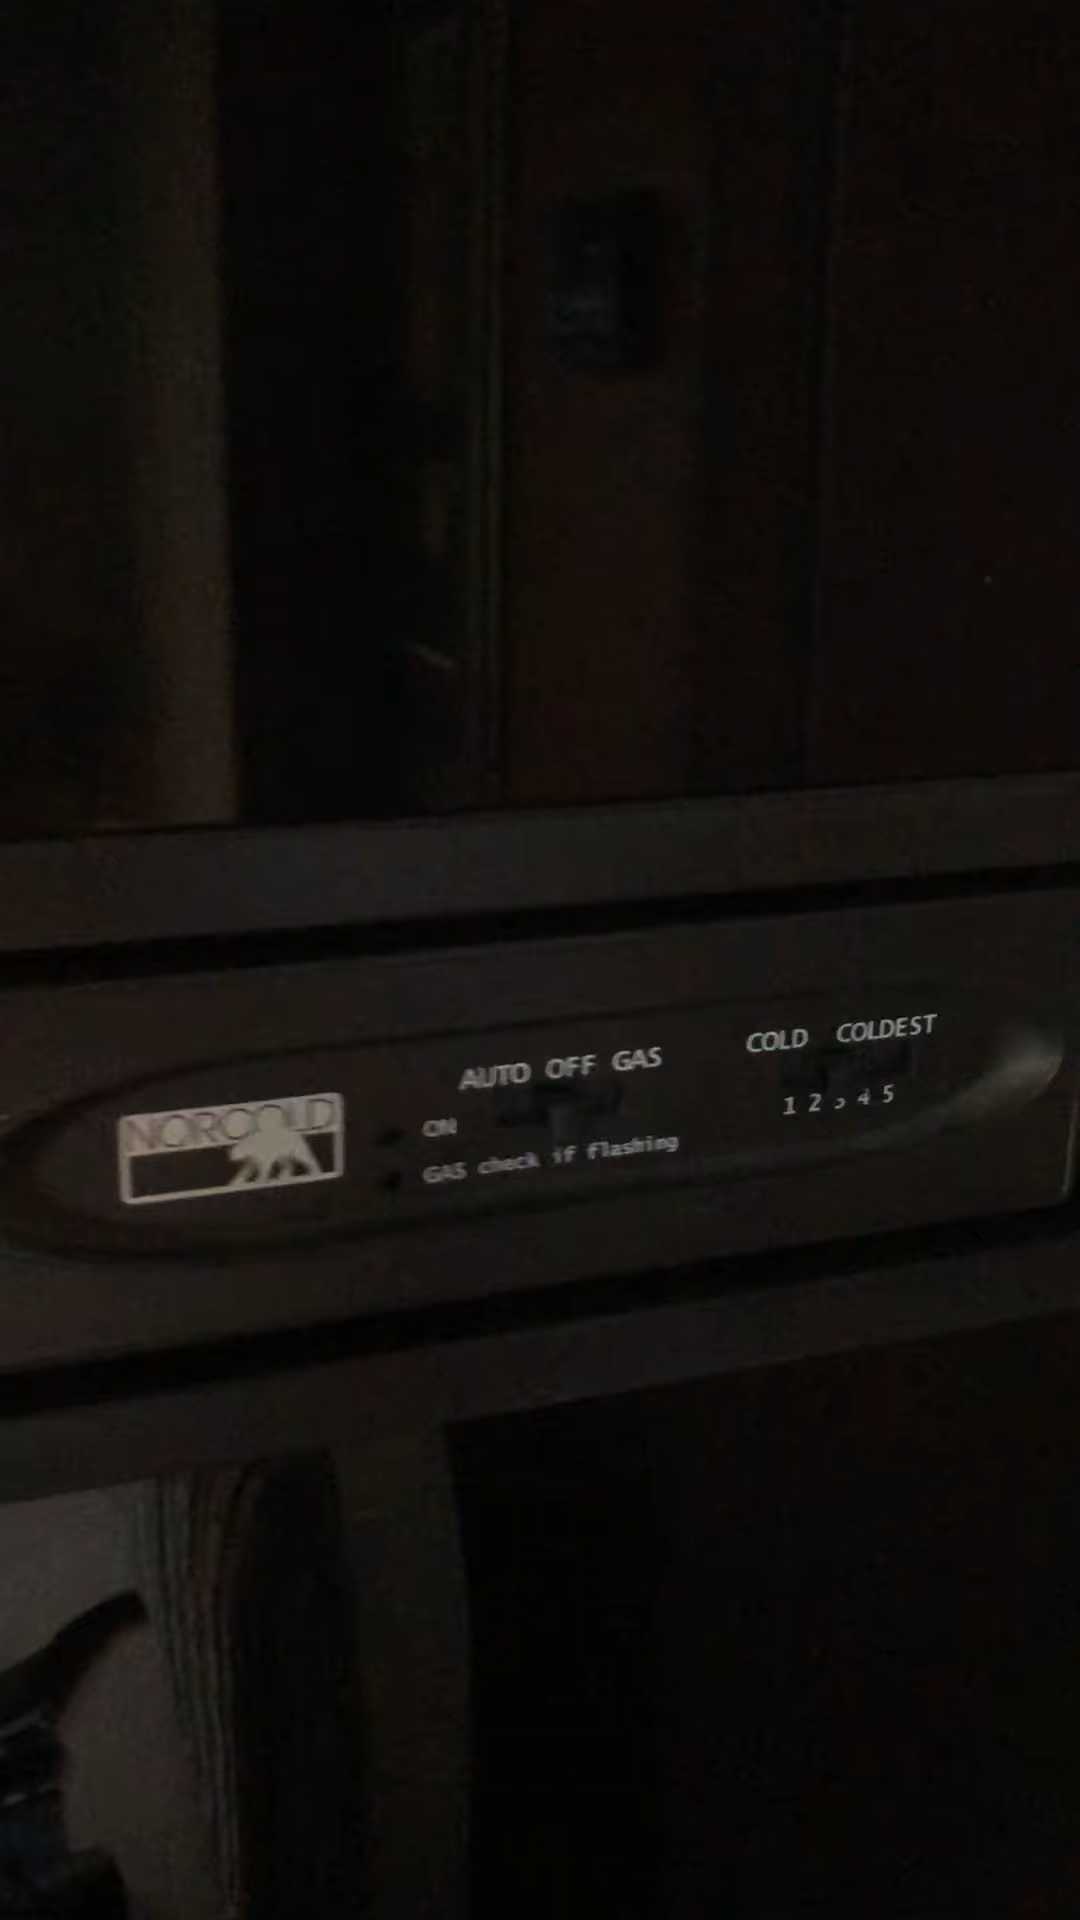 AUTO OFF GAS
COLD COLDEST
NORCOLD
ON
1 2 3 4 5
GAS check if flashing